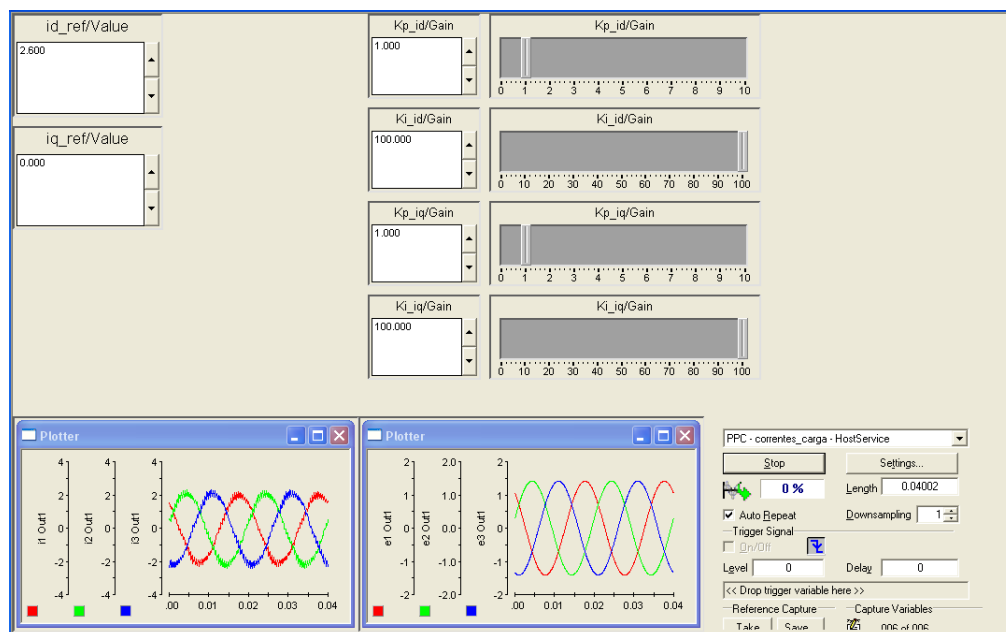 id_ref/Value
2.600
iq_ref/Value
0.000
Kp_id/Gain
1.000
Kp_id/Gain
0 1 2 3 4 5 6 7 8 9 10
Ki_id/Gain
100.000
Ki_id/Gain
0 10 20 30 40 50 60 70 80 90 100
Kp_iq/Gain
1.000
Kp_iq/Gain
0 1 2 3 4 5 6 7 8 9 10
Ki_iq/Gain
100.000
Ki_iq/Gain
0 10 20 30 40 50 60 70 80 90 100
Plotter
i1 Out1
4
2
0
-2
-4
i2 Out1
i3 Out1
4
2
0
-2
-4
.00 0.01 0.02 0.03 0.04
Plotter
e1 Out1
2
1
0
-1
-2
e2 Out1
2.0
1.0
0.0
-1.0
-2.0
e3 Out1
2
1
0
-1
-2
.00 0.01 0.02 0.03 0.04
PPC - correntes_carga - HostService
Stop
Settings...
0 %
Length 0.04002
Auto Repeat
Downsampling 1
Trigger Signal
On/Off
Level 0
Delay 0
<< Drop trigger variable here >>
Reference Capture
Capture Variables
Take Save
006 of 006